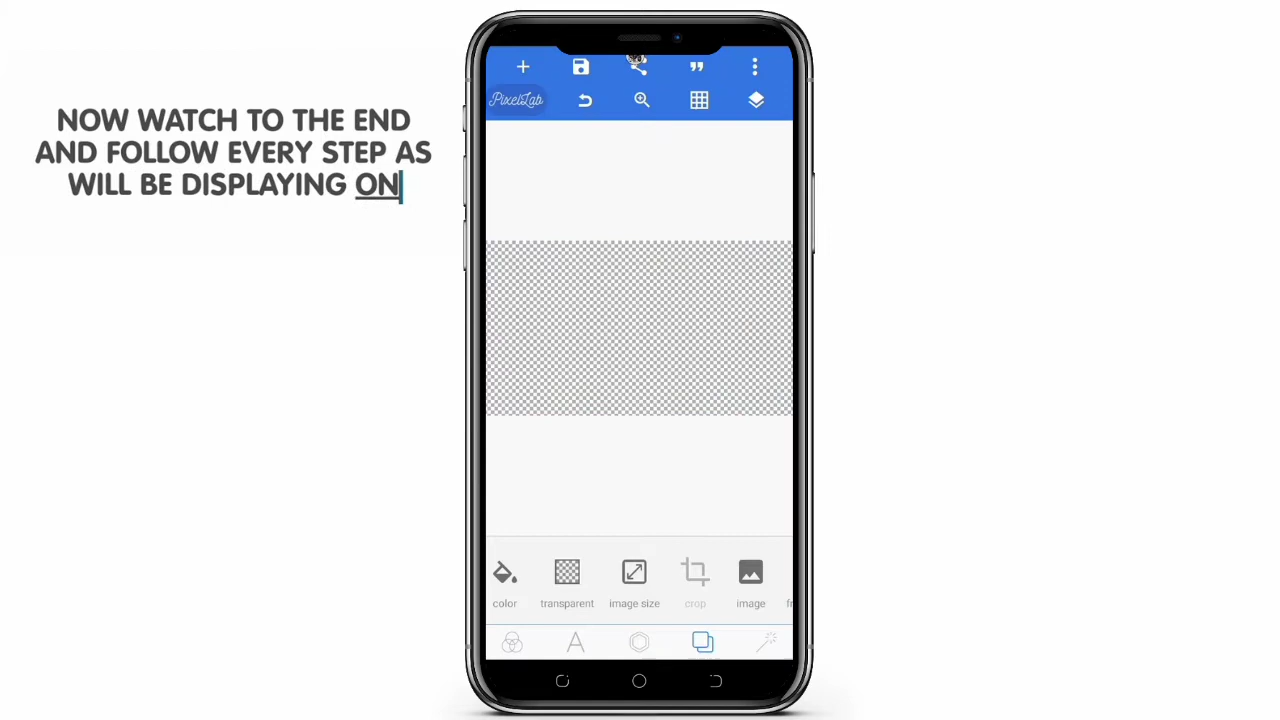 NOW WATCH TO THE END
AND FOLLOW EVERY STEP AS
WILL BE DISPLAYING ON
PixelLab
color
transparent
image size
crop
image
fr